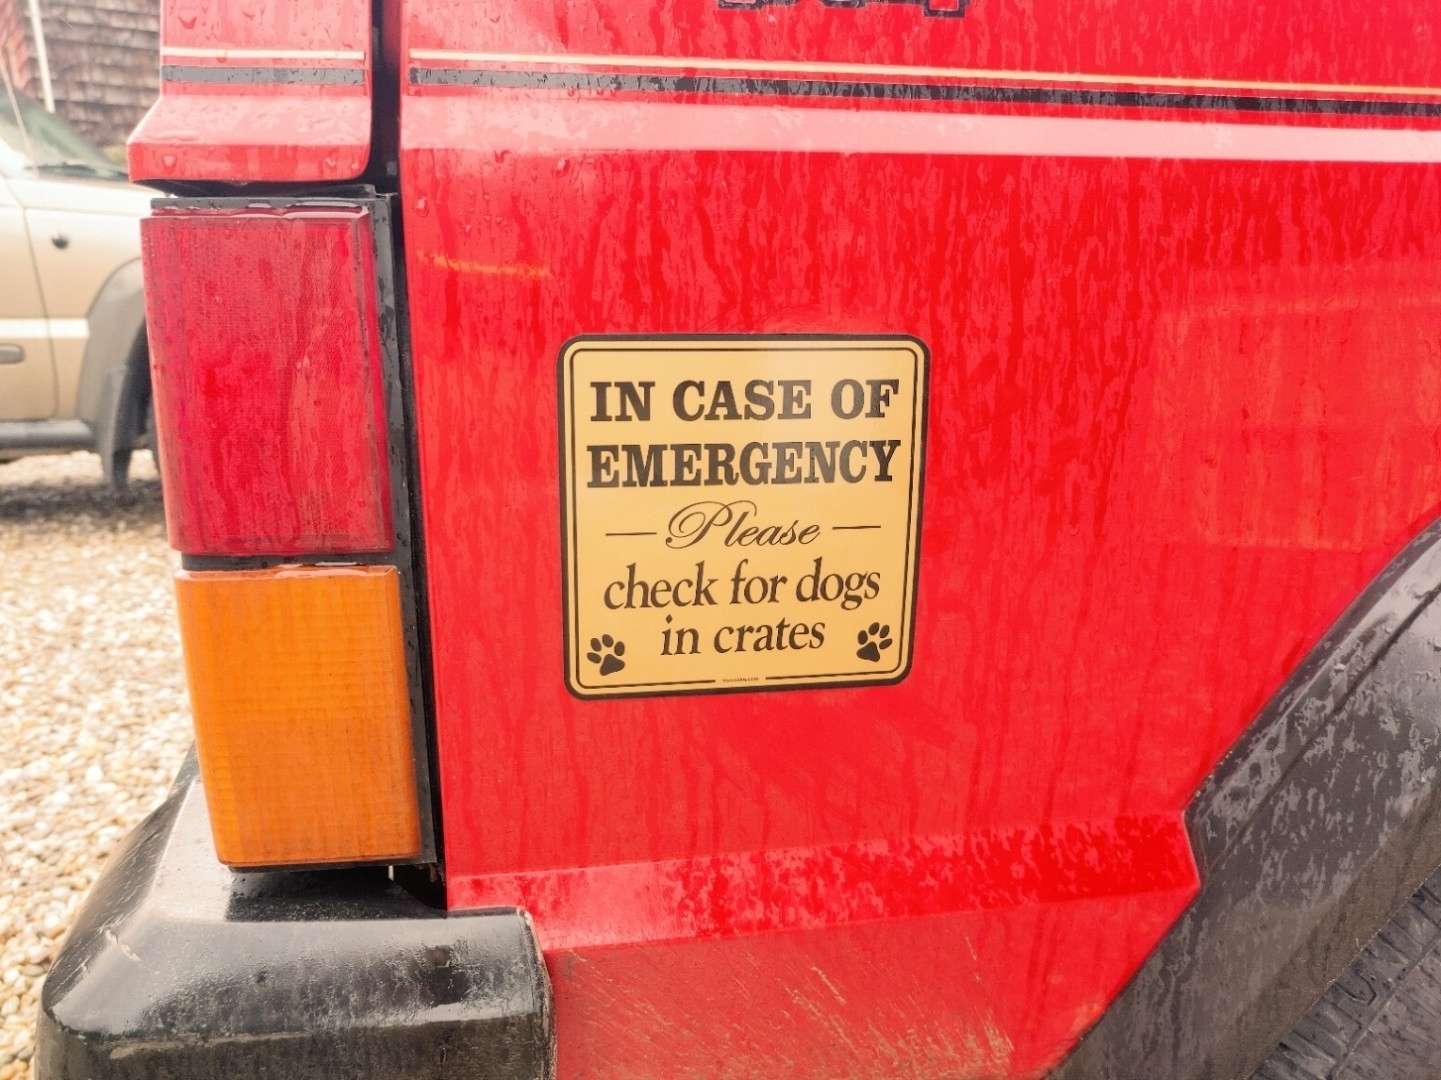 IN CASE OF
EMERGENCY
Please
check for dogs
in crates